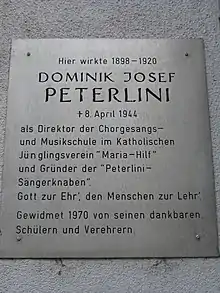 Hier wirkte 1898-1920
DOMINIK JOSEF
PETERLINI
+ 8. April 1944
als Direktor der Chorgesangs-
und Musikschule im Katholischen
Jünglingsverein "Maria-Hilf"
und Gründer der "Peterlini-
Sängerknaben".
Gott zur Ehr', den Menschen zur Lehr'.
Gewidmet 1970 von seinen dankbaren
Schülern und Verehrern.